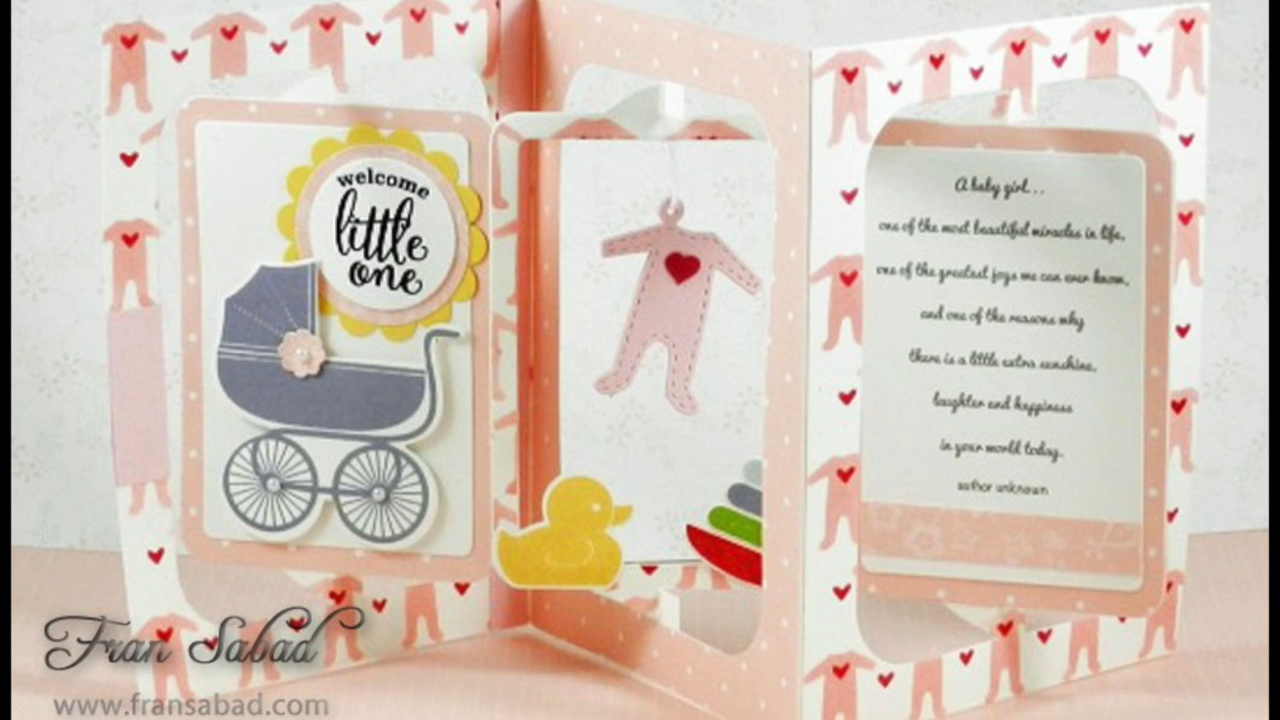 welcome
little
one
A baby girl...
one of the most beautiful miracles in life,
one of the greatest joys we can ever know,
and one of the reasons why
there is a little extra sunshine,
laughter and happiness
in your world today.
author unknown
Fran Sabad
www.fransabad.com